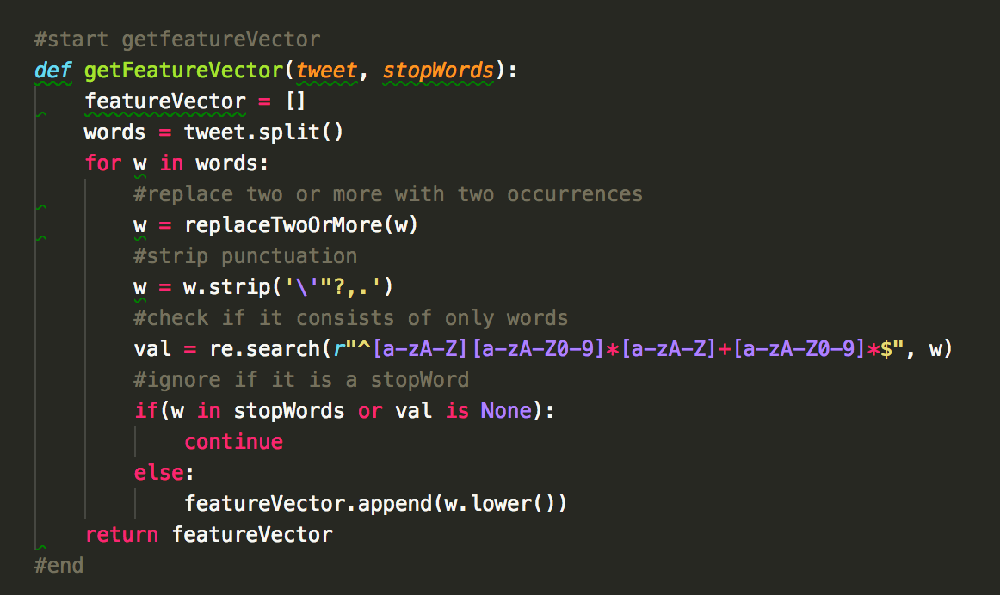 #start getfeatureVector
def getFeatureVector(tweet, stopWords):
    featureVector = []
    words = tweet.split()
    for w in words:
        #replace two or more with two occurrences
        w = replaceTwoOrMore(w)
        #strip punctuation
        w = w.strip('\'"?,.')
        #check if it consists of only words
        val = re.search(r"^[a-zA-Z][a-zA-Z0-9]*[a-zA-Z]+[a-zA-Z0-9]*$", w)
        #ignore if it is a stopWord
        if(w in stopWords or val is None):
            continue
        else:
            featureVector.append(w.lower())
    return featureVector
#end